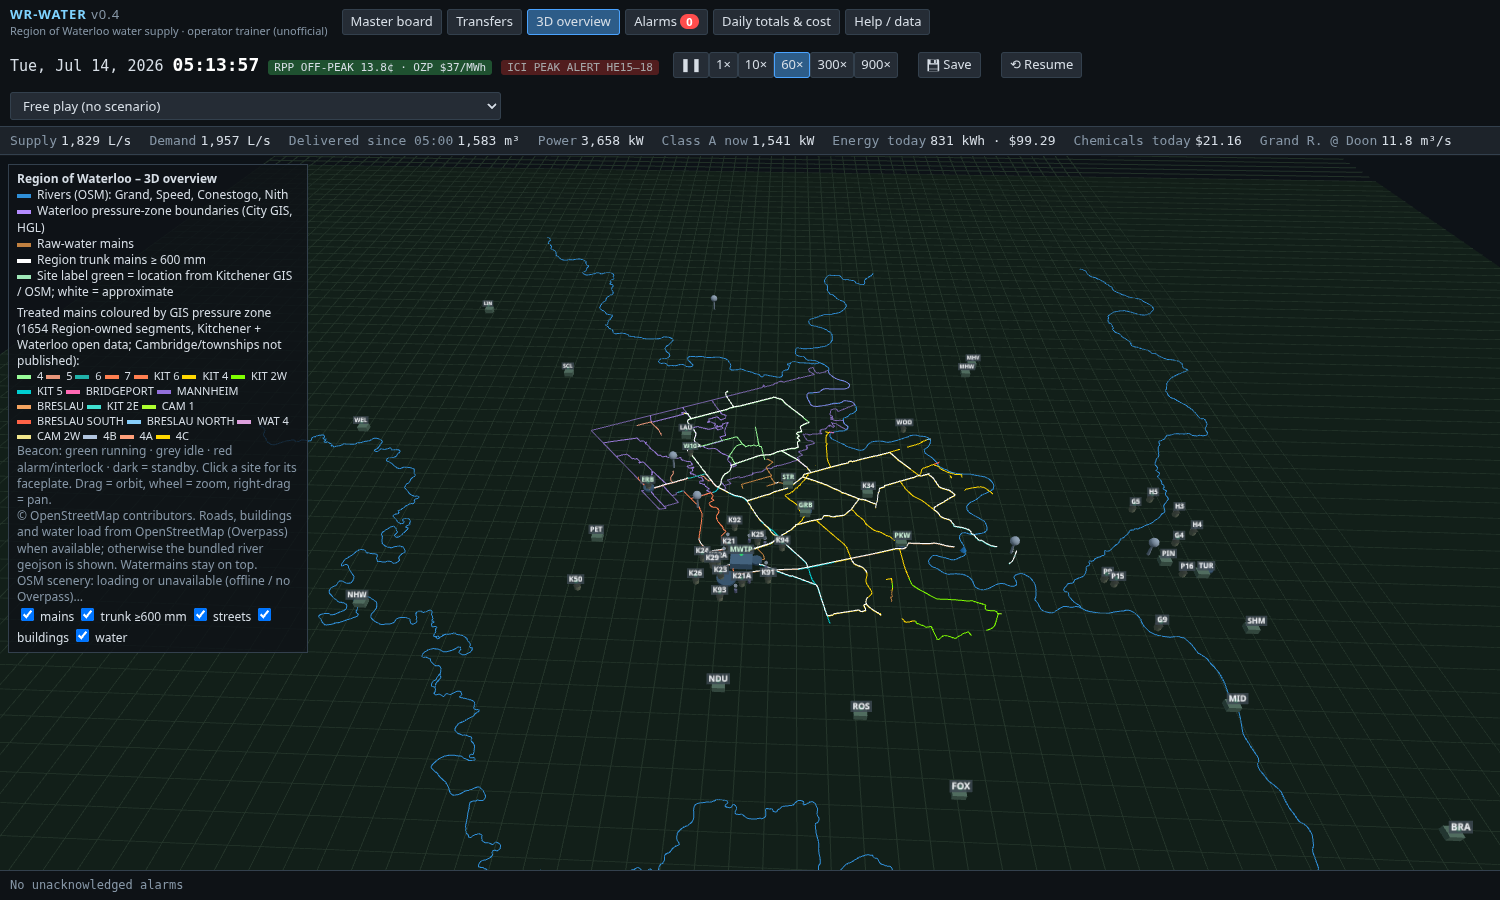 WR-WATER v0.4
Region of Waterloo water supply · operator trainer (unofficial)
Master board
Transfers
3D overview
Alarms 0
Daily totals & cost
Help / data
Tue, Jul 14, 2026 05:13:57
RPP OFF-PEAK 13.8¢ · OZP $37/MWh
ICI PEAK ALERT HE15–18
❚❚ 1× 10× 60× 300× 900×
💾 Save
⟲ Resume
Free play (no scenario)
Supply 1,829 L/s Demand 1,957 L/s Delivered since 05:00 1,583 m³ Power 3,658 kW Class A now 1,541 kW Energy today 831 kWh · $99.29 Chemicals today $21.16 Grand R. @ Doon 11.8 m³/s
Region of Waterloo – 3D overview
Rivers (OSM): Grand, Speed, Conestogo, Nith
Waterloo pressure-zone boundaries (City GIS,
HGL)
Raw-water mains
Region trunk mains ≥ 600 mm
Site label green = location from Kitchener GIS
/ OSM; white = approximate
Treated mains coloured by GIS pressure zone
(1654 Region-owned segments, Kitchener +
Waterloo open data; Cambridge/townships not
published):
4 5 6 7 KIT 6 KIT 4 KIT 2W
KIT 5 BRIDGEPORT MANNHEIM
BRESLAU KIT 2E CAM 1
BRESLAU SOUTH BRESLAU NORTH WAT 4
CAM 2W 4B 4A 4C
Beacon: green running · grey idle · red
alarm/interlock · dark = standby. Click a site for its
faceplate. Drag = orbit, wheel = zoom, right-drag
= pan.
© OpenStreetMap contributors. Roads, buildings
and water load from OpenStreetMap (Overpass)
when available; otherwise the bundled river
geojson is shown. Watermains stay on top.
OSM scenery: loading or unavailable (offline / no
Overpass)...
mains trunk ≥600 mm streets
buildings water
LIN
SCL
MHV
MHW
WEL
LAU
W10
WOO
ERB
STR
K34
GRB
H5
G5
H3
H4
G4
PET
K92
K25
K94
PKW
K21
MWTP
PIN
K29
K23
K26
K21A
K91
P16
TUR
P15
K50
K93
NHW
G9
SHM
NDU
MID
ROS
FOX
BRA
No unacknowledged alarms